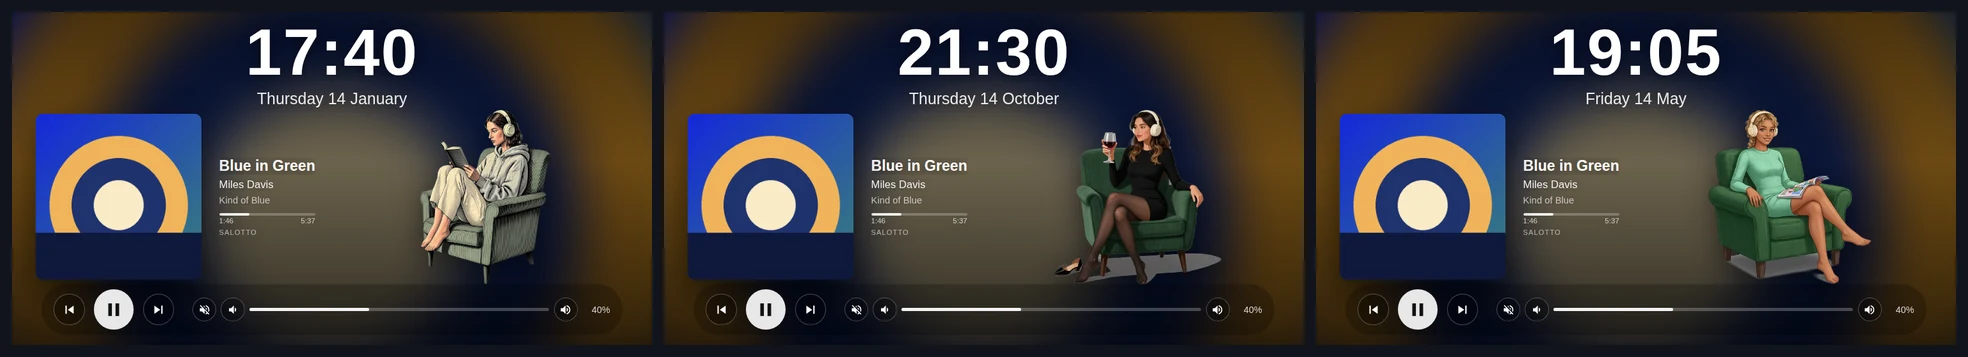 17:40
Thursday 14 January
Blue in Green
Miles Davis
Kind of Blue
1:46 5:37
SALOTTO
40%
21:30
Thursday 14 October
Blue in Green
Miles Davis
Kind of Blue
1:46 5:37
SALOTTO
40%
19:05
Friday 14 May
Blue in Green
Miles Davis
Kind of Blue
1:46 5:37
SALOTTO
40%